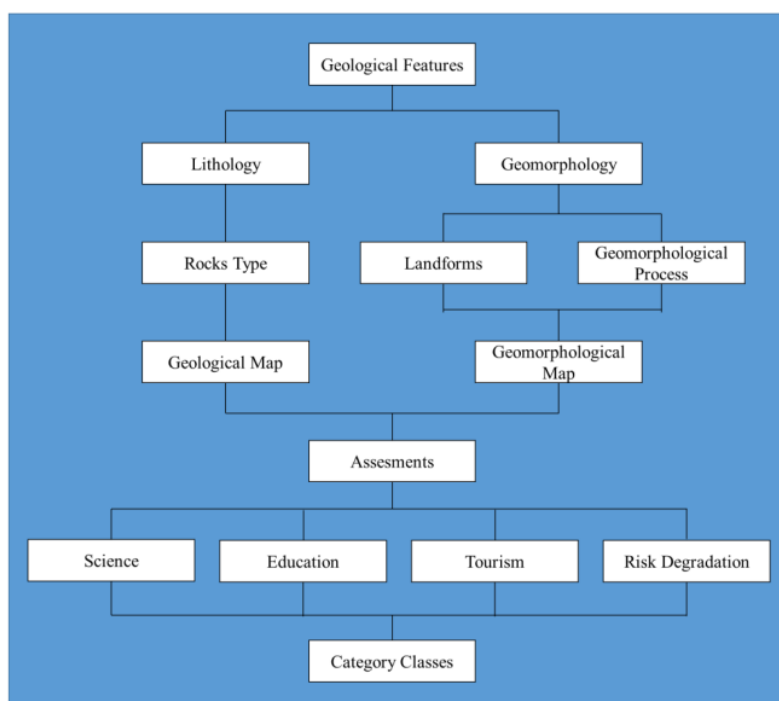 Geological Features
Lithology
Geomorphology
Rocks Type
Landforms
Geomorphological
Process
Geological Map
Geomorphological
Map
Assesments
Science
Education
Tourism
Risk Degradation
Category Classes